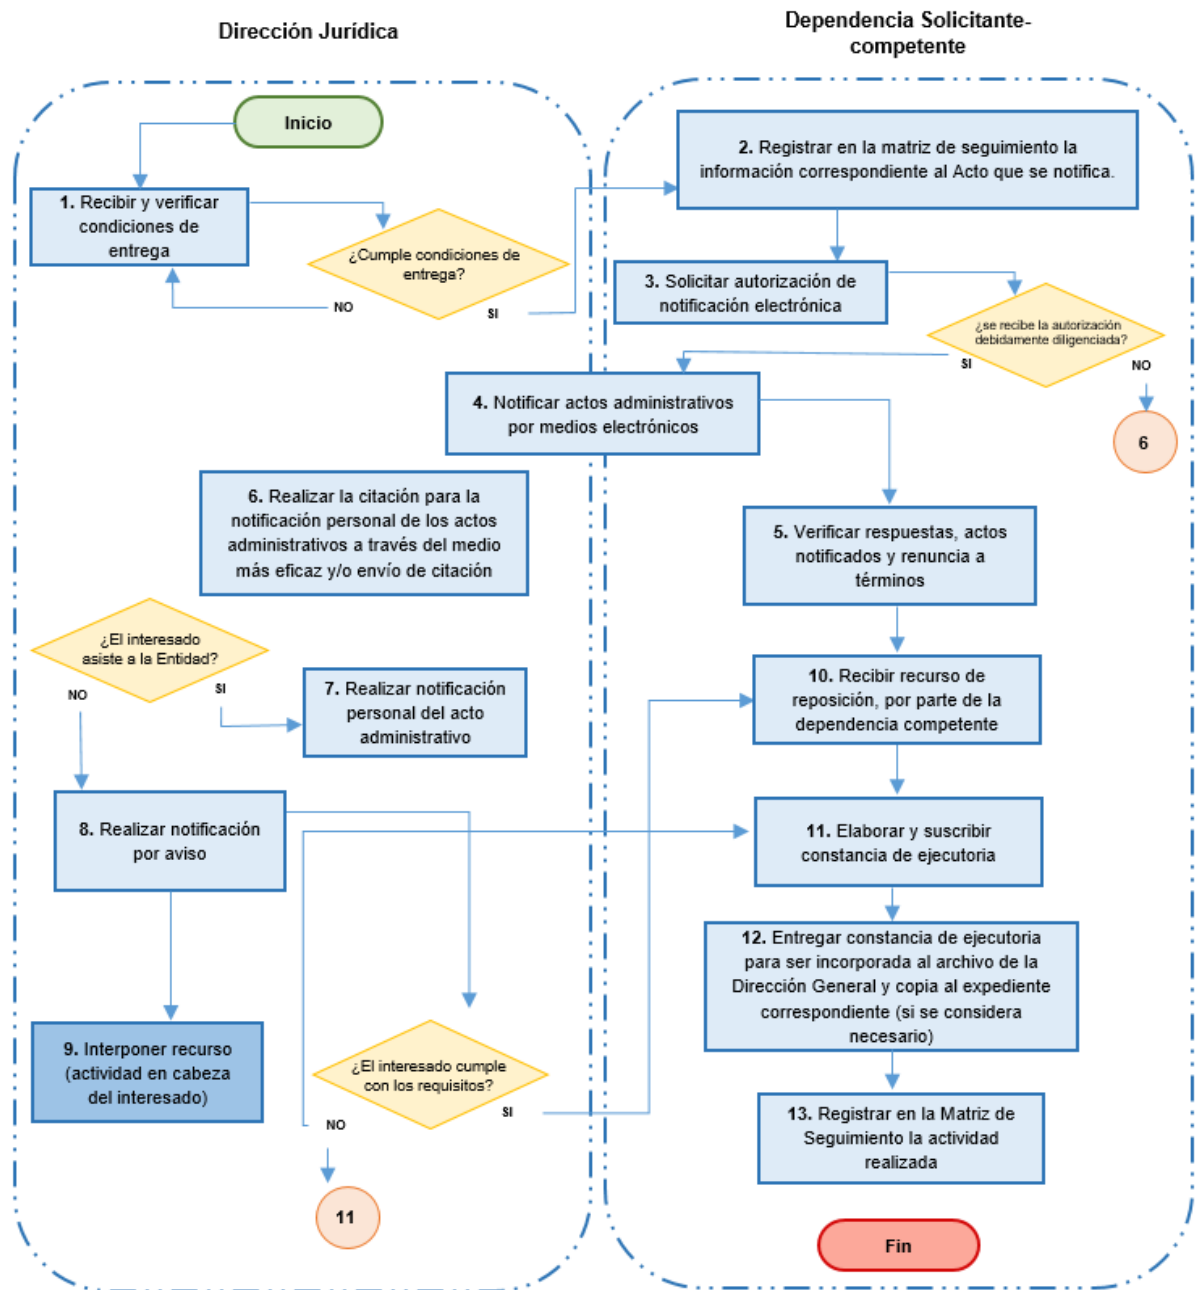 Dirección Jurídica
Dependencia Solicitante-
competente
Inicio
1. Recibir y verificar
condiciones de
entrega
¿Cumple condiciones de
entrega?
NO
SI
2. Registrar en la matriz de seguimiento la
información correspondiente al Acto que se notifica.
3. Solicitar autorización de
notificación electrónica
¿se recibe la autorización
debidamente diligenciada?
SI
NO
6
4. Notificar actos administrativos
por medios electrónicos
6. Realizar la citación para la
notificación personal de los actos
administrativos a través del medio
más eficaz y/o envío de citación
5. Verificar respuestas, actos
notificados y renuncia a
términos
¿El interesado
asiste a la Entidad?
NO
SI
7. Realizar notificación
personal del acto
administrativo
10. Recibir recurso de
reposición, por parte de la
dependencia competente
8. Realizar notificación
por aviso
11. Elaborar y suscribir
constancia de ejecutoria
12. Entregar constancia de ejecutoria
para ser incorporada al archivo de la
Dirección General y copia al expediente
correspondiente (si se considera
necesario)
9. Interponer recurso
(actividad en cabeza
del interesado)
¿El interesado cumple
con los requisitos?
NO
SI
11
13. Registrar en la Matriz de
Seguimiento la actividad
realizada
Fin